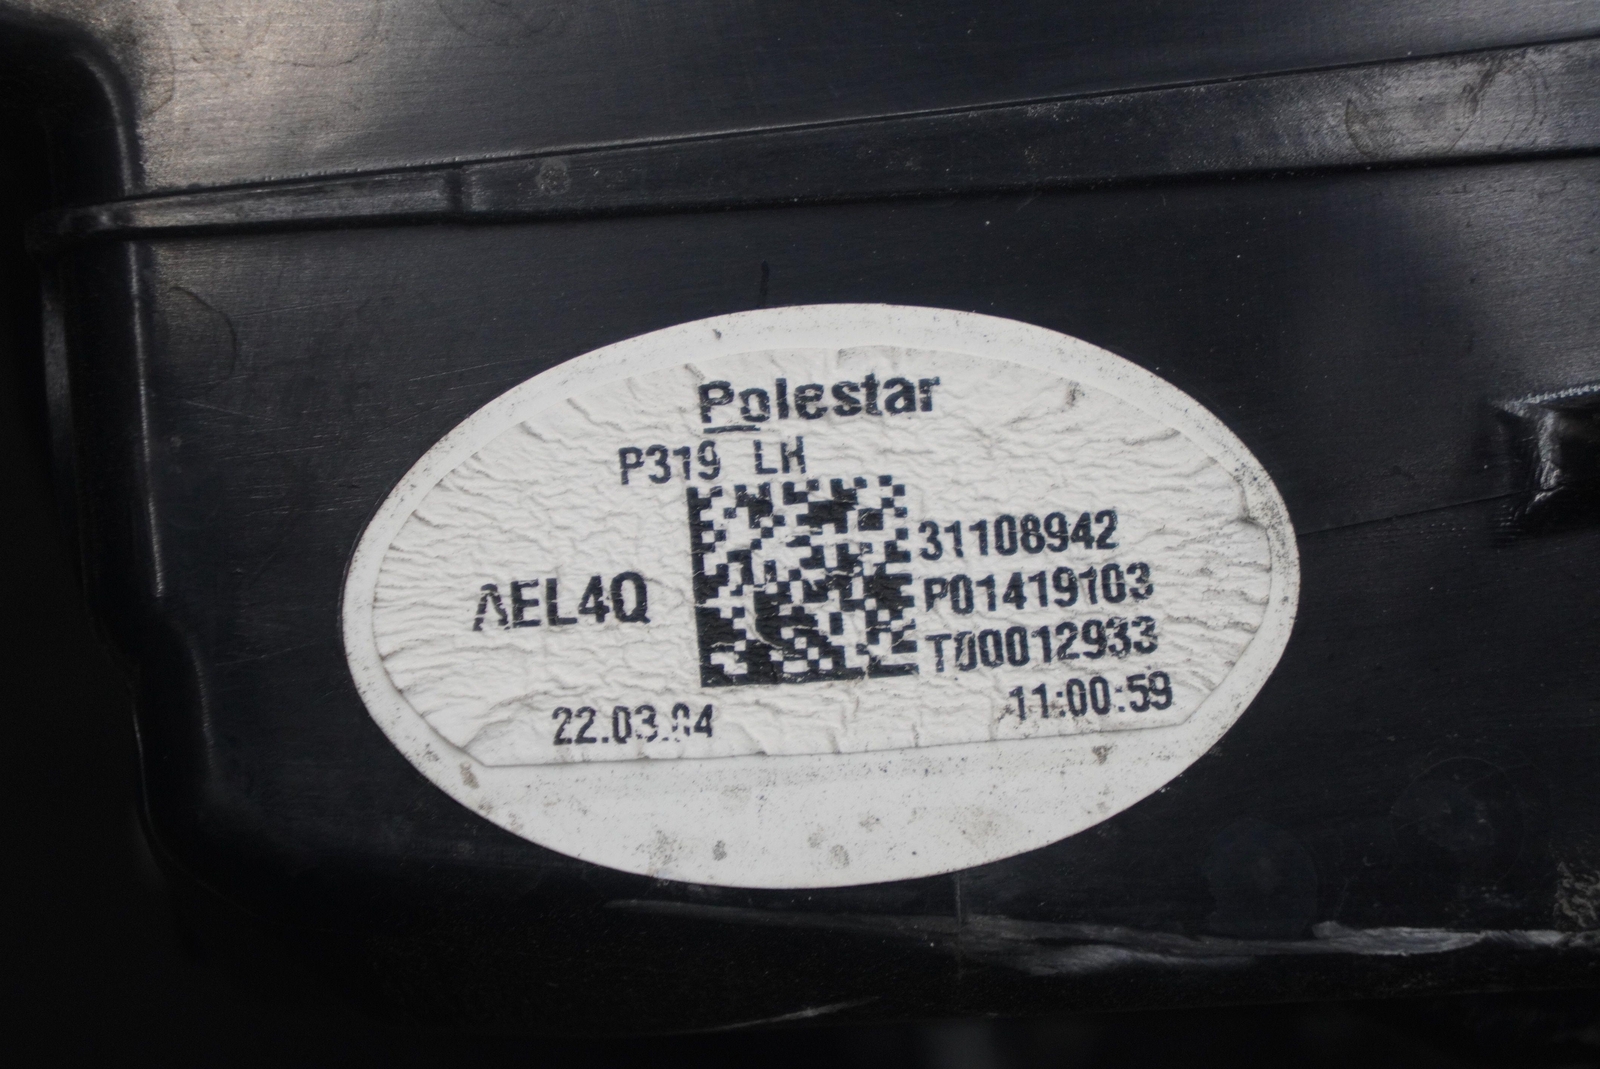 Polestar
P319 LH
31108942
AEL4Q
P01419103
T00012933
22.03.04
11:00:59